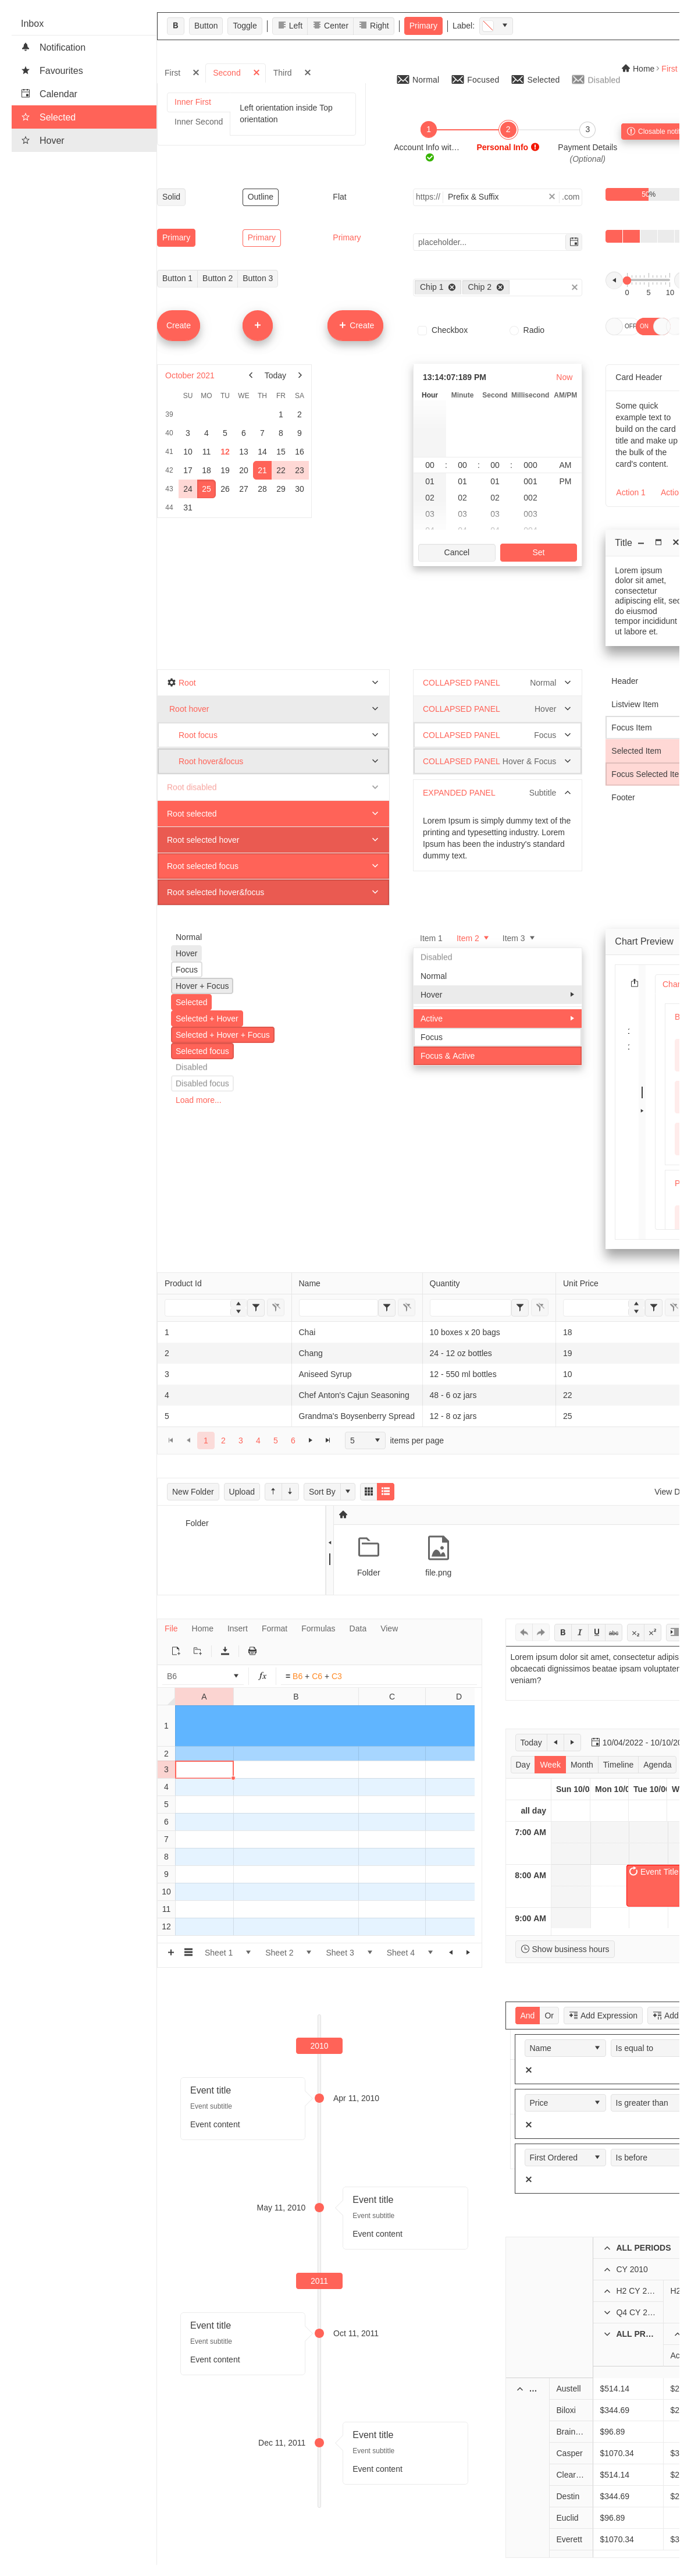 Inbox
Notification
Favourites
Calendar
Selected
Hover
B Button Toggle Left Center Right Primary Label:
First Second Third
Inner First
Inner Second
Left orientation inside Top
orientation
Normal Focused Selected Disabled
Home First
1 2 3
Account Info wit… Personal Info Payment Details
(Optional)
Closable notif
Solid Outline Flat
Primary Primary Primary
Button 1 Button 2 Button 3
Create + + Create
https:// Prefix & Suffix .com
placeholder...
Chip 1 Chip 2
Checkbox Radio
0 5 10
OFF ON
October 2021 Today
SU MO TU WE TH FR SA
39 1 2
40 3 4 5 6 7 8 9
41 10 11 12 13 14 15 16
42 17 18 19 20 21 22 23
43 24 25 26 27 28 29 30
44 31
13:14:07:189 PM Now
Hour Minute Second Millisecond AM/PM
00 : 00 : 00 : 000 AM
01 01 01 001 PM
02 02 02 002
03 03 03 003
04 04 04 004
Cancel Set
Card Header
Some quick
example text to
build on the card
title and make up
the bulk of the
card's content.
Action 1 Actio
Title
Lorem ipsum
dolor sit amet,
consectetur
adipiscing elit, sed
do eiusmod
tempor incididunt
ut labore et.
Root
Root hover
Root focus
Root hover&focus
Root disabled
Root selected
Root selected hover
Root selected focus
Root selected hover&focus
COLLAPSED PANEL Normal
COLLAPSED PANEL Hover
COLLAPSED PANEL Focus
COLLAPSED PANEL Hover & Focus
EXPANDED PANEL Subtitle
Lorem Ipsum is simply dummy text of the
printing and typesetting industry. Lorem
Ipsum has been the industry's standard
dummy text.
Header
Listview Item
Focus Item
Selected Item
Focus Selected Ite
Footer
Normal
Hover
Focus
Hover + Focus
Selected
Selected + Hover
Selected + Hover + Focus
Selected focus
Disabled
Disabled focus
Load more...
Item 1 Item 2 Item 3
Disabled
Normal
Hover
Active
Focus
Focus & Active
Chart Preview
Char
B
P
Product Id Name Quantity Unit Price
1 Chai 10 boxes x 20 bags 18
2 Chang 24 - 12 oz bottles 19
3 Aniseed Syrup 12 - 550 ml bottles 10
4 Chef Anton's Cajun Seasoning 48 - 6 oz jars 22
5 Grandma's Boysenberry Spread 12 - 8 oz jars 25
1 2 3 4 5 6 5 items per page
New Folder Upload Sort By View D
Folder
Folder file.png
File Home Insert Format Formulas Data View
B6 fx = B6 + C6 + C3
A B C D
1
2
3
4
5
6
7
8
9
10
11
12
+ Sheet 1 Sheet 2 Sheet 3 Sheet 4
B I U abc x₂ x²
Lorem ipsum dolor sit amet, consectetur adipis
obcaecati dignissimos beatae ipsam voluptater
veniam?
Today 10/04/2022 - 10/10/20
Day Week Month Timeline Agenda
Sun 10/0 Mon 10/0 Tue 10/0 W
all day
7:00 AM
8:00 AM
Event Title
9:00 AM
Show business hours
2010
Event title
Event subtitle
Event content
Apr 11, 2010
May 11, 2010
Event title
Event subtitle
Event content
2011
Event title
Event subtitle
Event content
Oct 11, 2011
Dec 11, 2011
Event title
Event subtitle
Event content
And Or Add Expression Add
Name Is equal to
Price Is greater than
First Ordered Is before
ALL PERIODS
CY 2010
H2 CY 2… H2
Q4 CY 2…
ALL PR…
Ac
… Austell $514.14 $2
Biloxi $344.69 $2
Brain… $96.89
Casper $1070.34 $3
Clear… $514.14 $2
Destin $344.69 $2
Euclid $96.89
Everett $1070.34 $3